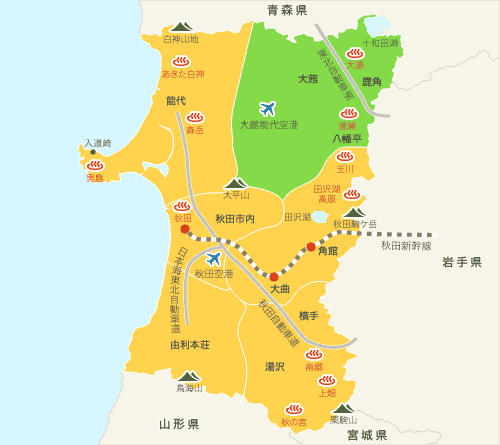 青森県
白神山地
十和田湖
あきた白神
大湯
大館
鹿角
東北自動車道
能代
大館能代空港
湯瀬
森岳
八幡平
入道崎
玉川
男鹿
大平山
田沢湖
高原
秋田
秋田市内
田沢湖
秋田駒ケ岳
秋田新幹線
角館
岩手県
日本海東北自動車道
秋田空港
大曲
秋田自動車道
横手
由利本荘
湯沢
南郷
鳥海山
上畑
秋の宮
栗駒山
山形県
宮城県